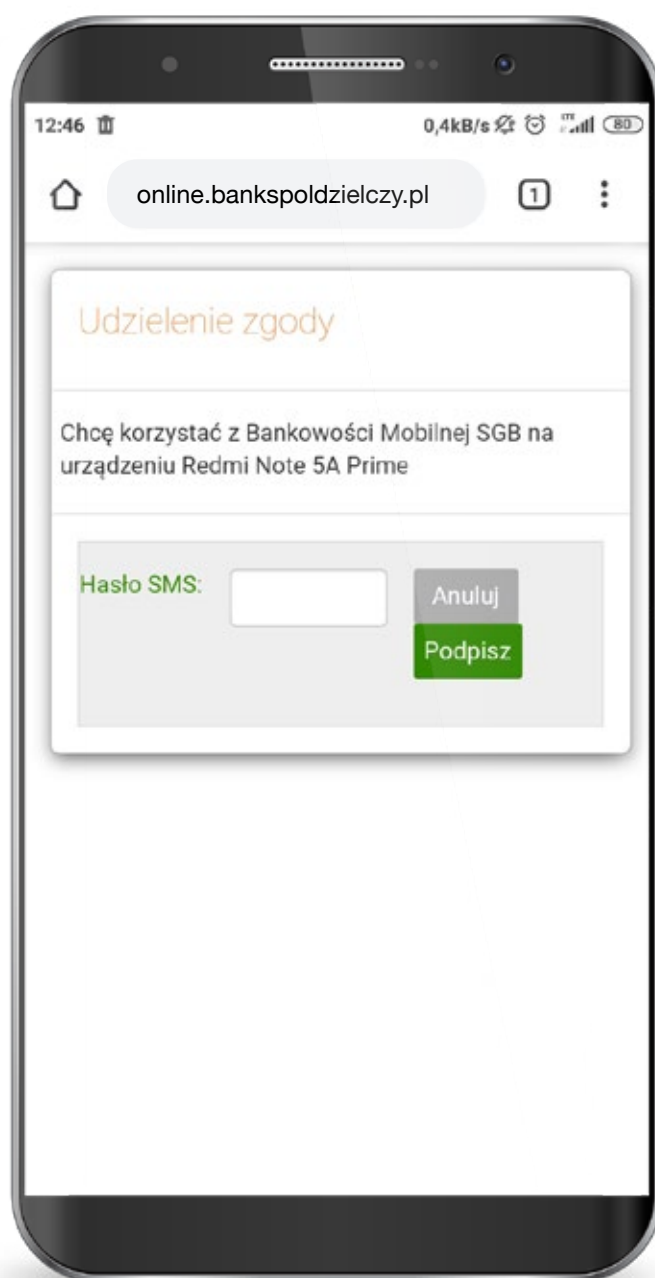 12:46 0,4kB/s 80
online.bankspoldzielczy.pl 1
Udzielenie zgody
Chcę korzystać z Bankowości Mobilnej SGB na
urządzeniu Redmi Note 5A Prime
Hasło SMS: Anuluj
Podpisz